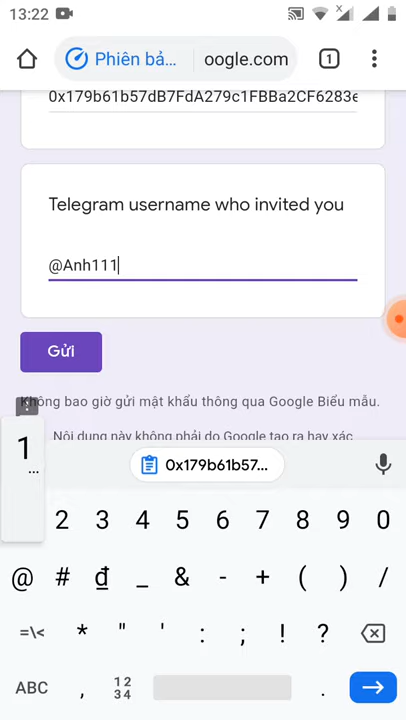 13:22
Phiên bả... oogle.com 1
0x179b61b57dB7FdA279c1FBBa2CF6283e
Telegram username who invited you
@Anh111
Gửi
Không bao giờ gửi mật khẩu thông qua Google Biểu mẫu.
Nội dung này không phải do Google tạo ra hay xác
0x179b61b57...
1 ...
2 3 4 5 6 7 8 9 0
@ # ₫ _ & - + ( ) /
=\< * " ' : ; ! ?
ABC , 12 34 .